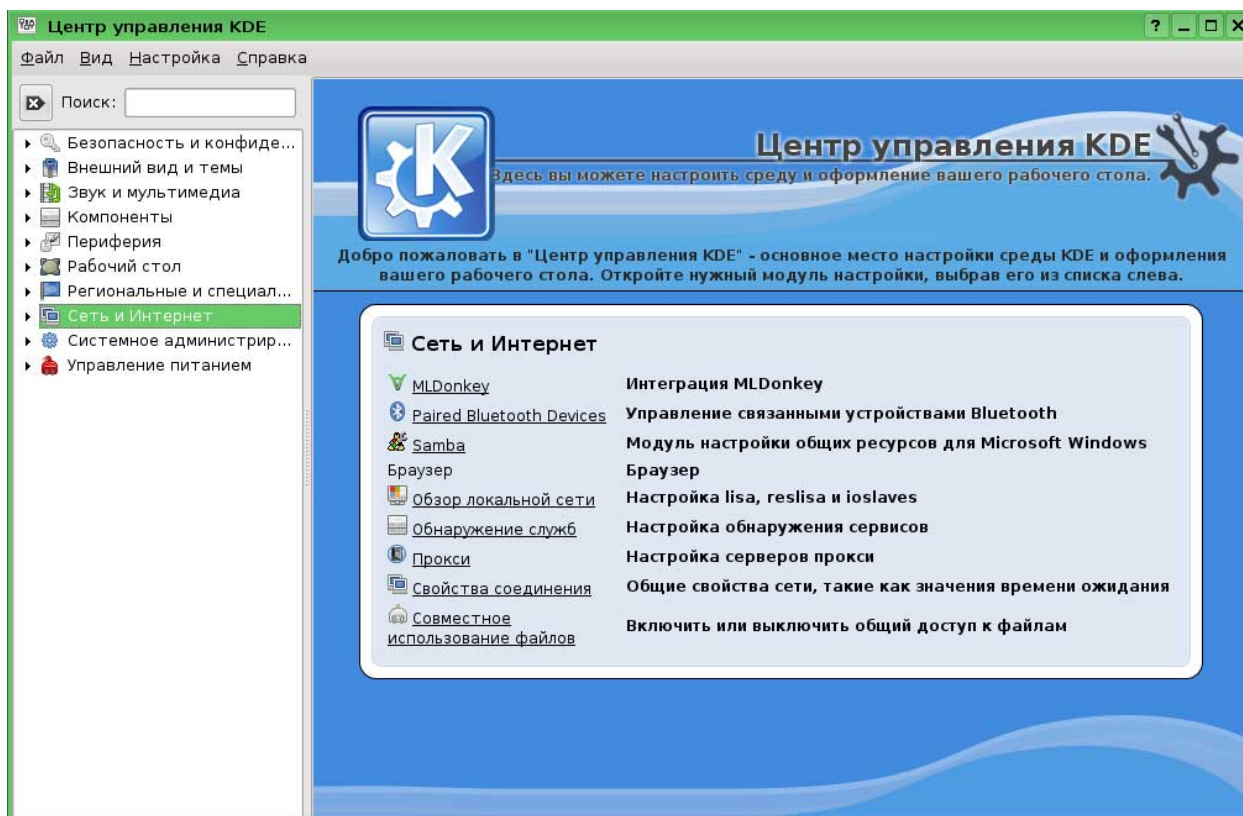 Центр управления KDE
Файл Вид Настройка Справка
Поиск:
Безопасность и конфиде...
Внешний вид и темы
Звук и мультимедиа
Компоненты
Периферия
Рабочий стол
Региональные и специал...
Сеть и Интернет
Системное администрир...
Управление питанием
Центр управления KDE
Здесь вы можете настроить среду и оформление вашего рабочего стола.
Добро пожаловать в "Центр управления KDE" - основное место настройки среды KDE и оформления
вашего рабочего стола. Откройте нужный модуль настройки, выбрав его из списка слева.
Сеть и Интернет
MLDonkey Интеграция MLDonkey
Paired Bluetooth Devices Управление связанными устройствами Bluetooth
Samba Модуль настройки общих ресурсов для Microsoft Windows
Браузер Браузер
Обзор локальной сети Настройка lisa, reslisa и ioslaves
Обнаружение служб Настройка обнаружения сервисов
Прокси Настройка серверов прокси
Свойства соединения Общие свойства сети, такие как значения времени ожидания
Совместное
использование файлов Включить или выключить общий доступ к файлам